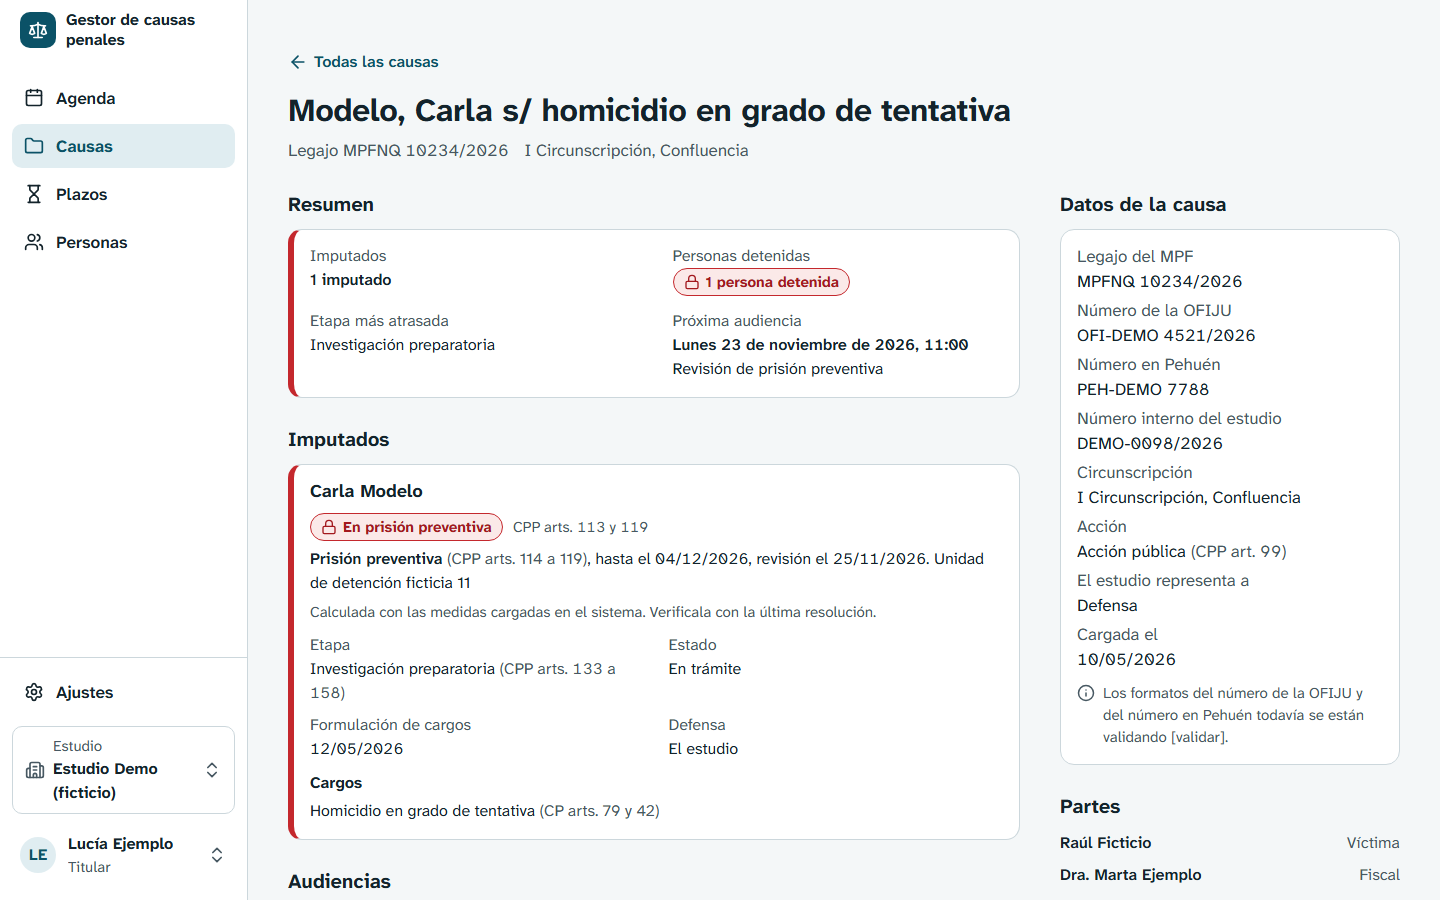 Gestor de causas
penales
Agenda
Causas
Plazos
Personas
Ajustes
Estudio
Estudio Demo
(ficticio)
LE
Lucía Ejemplo
Titular
Todas las causas
Modelo, Carla s/ homicidio en grado de tentativa
Legajo MPFNQ 10234/2026 I Circunscripción, Confluencia
Resumen
Imputados
1 imputado
Personas detenidas
1 persona detenida
Etapa más atrasada
Investigación preparatoria
Próxima audiencia
Lunes 23 de noviembre de 2026, 11:00
Revisión de prisión preventiva
Imputados
Carla Modelo
En prisión preventiva CPP arts. 113 y 119
Prisión preventiva (CPP arts. 114 a 119), hasta el 04/12/2026, revisión el 25/11/2026. Unidad
de detención ficticia 11
Calculada con las medidas cargadas en el sistema. Verificala con la última resolución.
Etapa
Investigación preparatoria (CPP arts. 133 a
158)
Estado
En trámite
Formulación de cargos
12/05/2026
Defensa
El estudio
Cargos
Homicidio en grado de tentativa (CP arts. 79 y 42)
Audiencias
Datos de la causa
Legajo del MPF
MPFNQ 10234/2026
Número de la OFIJU
OFI-DEMO 4521/2026
Número en Pehuén
PEH-DEMO 7788
Número interno del estudio
DEMO-0098/2026
Circunscripción
I Circunscripción, Confluencia
Acción
Acción pública (CPP art. 99)
El estudio representa a
Defensa
Cargada el
10/05/2026
Los formatos del número de la OFIJU y
del número en Pehuén todavía se están
validando [validar].
Partes
Raúl Ficticio Víctima
Dra. Marta Ejemplo Fiscal